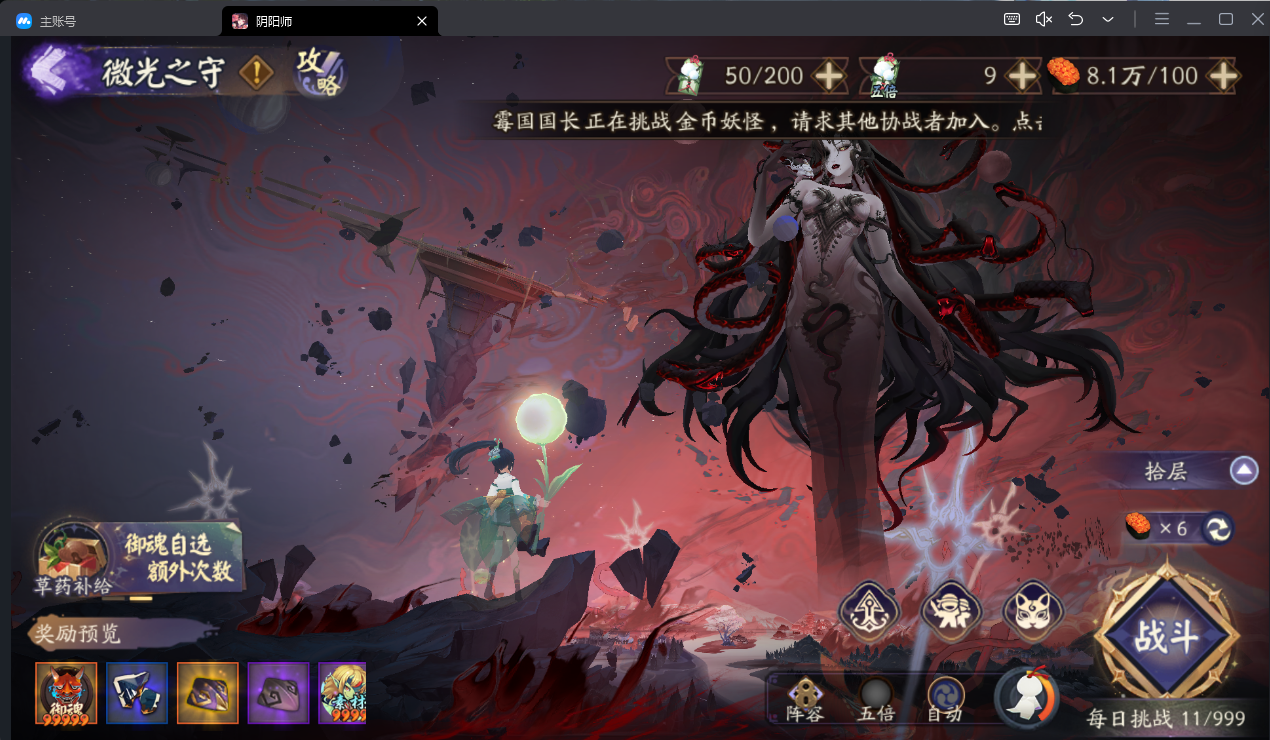 主账号
阴阳师
微光之守
攻略
50/200
五倍
9
8.1万/100
霉国国长正在挑战金币妖怪，请求其他协战者加入。点击
拾层
×6
御魂自选
额外次数
草药补给
奖励预览
御魂
99999
素材
999
战斗
阵容
五倍
自动
每日挑战 11/999